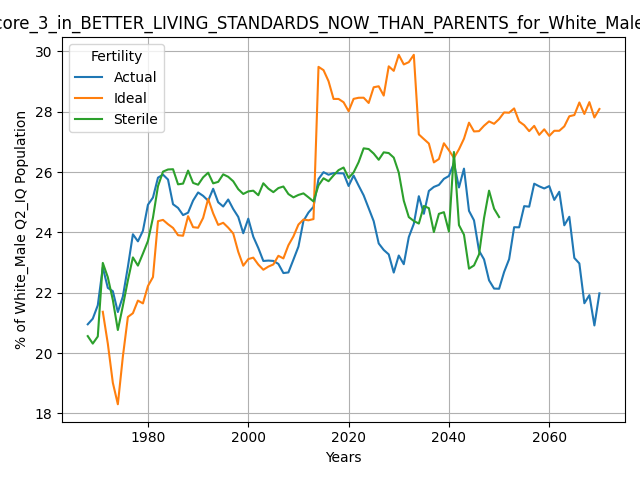 core_3_in_BETTER_LIVING_STANDARDS_NOW_THAN_PARENTS_for_White_Male
Fertility
Actual
Ideal
Sterile
% of White_Male Q2_IQ Population
30
28
26
24
22
20
18
1980
2000
2020
2040
2060
Years